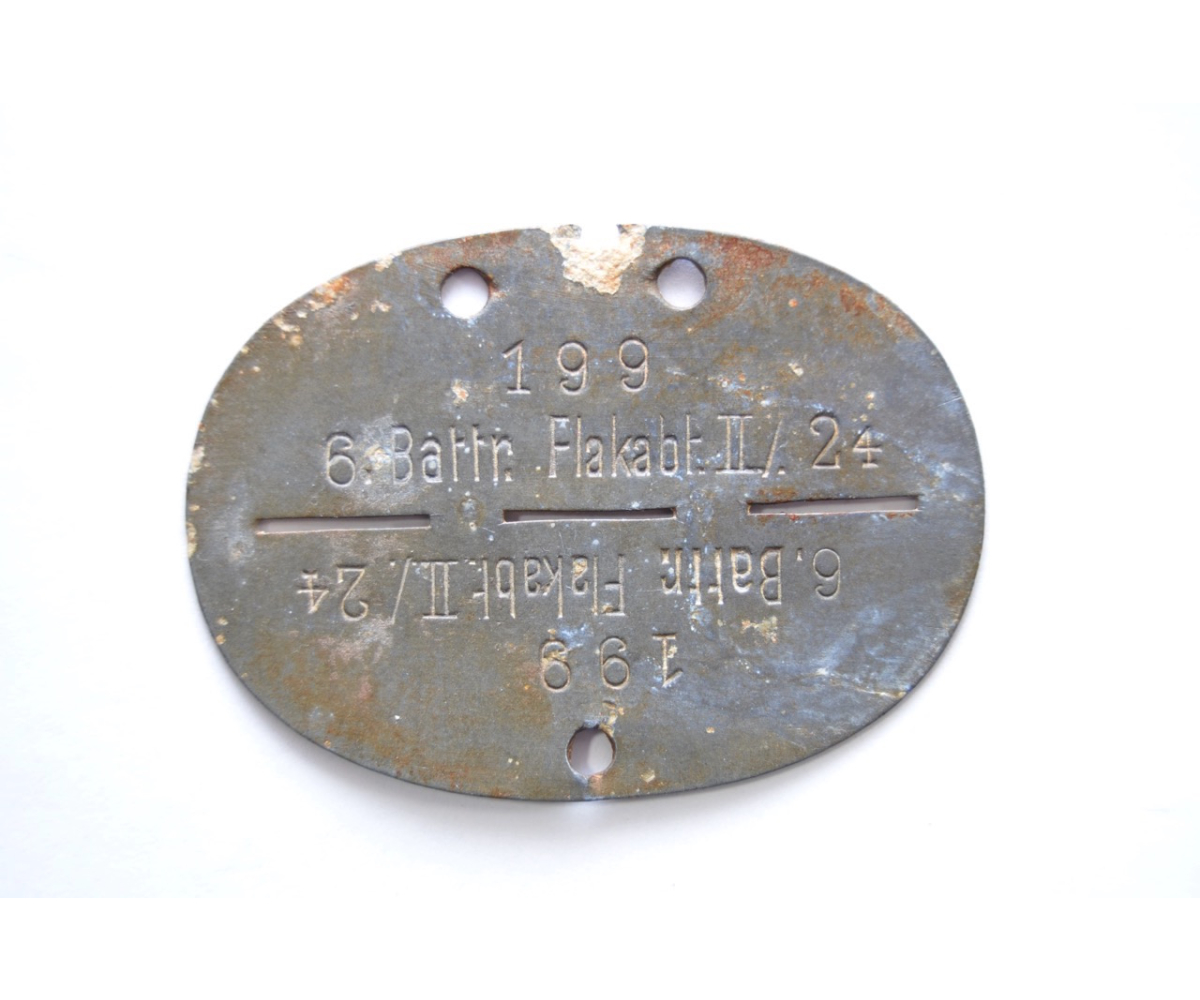 199
6. Battr. Flakabt. II./. 24
6. Battr. Flakabt. II./. 24
199